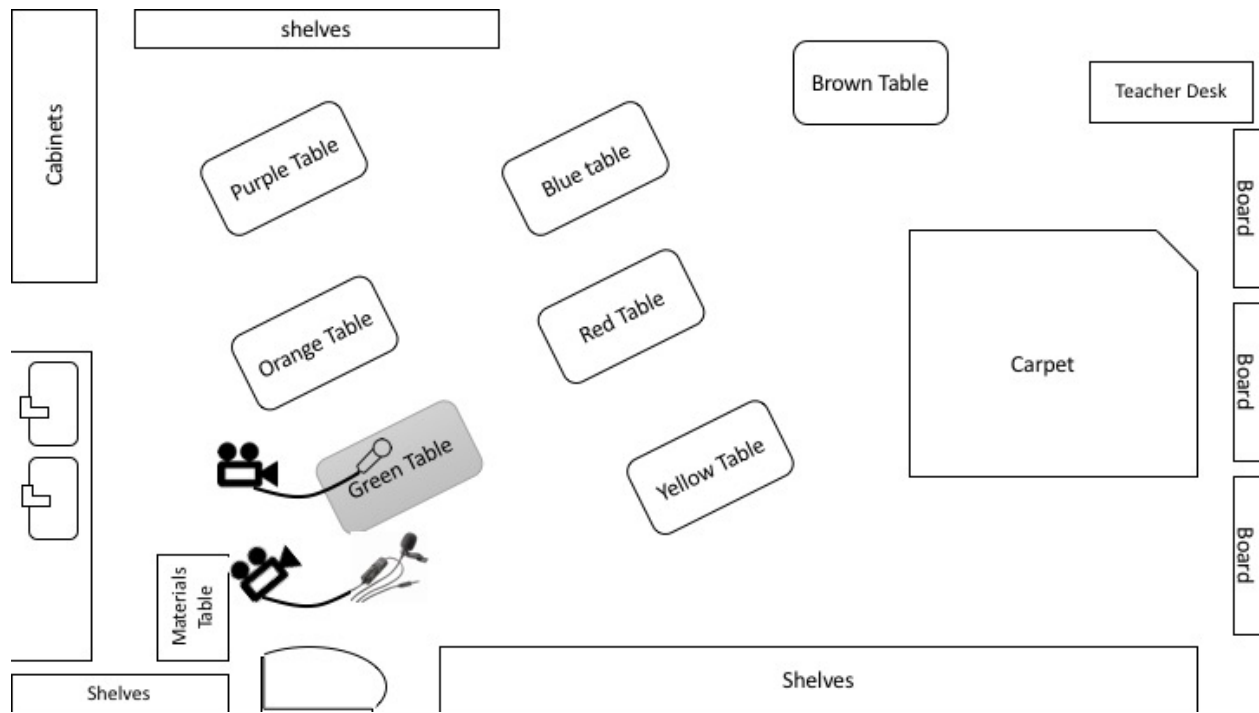 shelves
Cabinets
Brown Table
Teacher Desk
Purple Table
Blue table
Board
Orange Table
Red Table
Carpet
Board
Green Table
Yellow Table
Board
Materials
Table
Shelves
Shelves